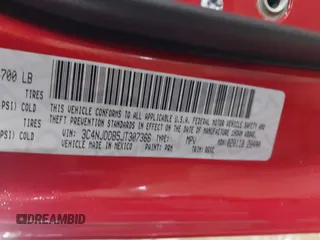 700 LB
TIRES
PSI) COLD
TIRES
PSI) COLD
THIS VEHICLE CONFORMS TO ALL APPLICABLE U.S.A. FEDERAL MOTOR VEHICLE SAFETY AND
THEFT PREVENTION STANDARDS IN EFFECT ON THE DATE OF MANUFACTURE SHOWN ABOVE.
VIN: 3C4NJDDB5JT307366 TYPE: MPV
VEHICLE MADE IN MEXICO PAINT: PRM
©DREAMBID